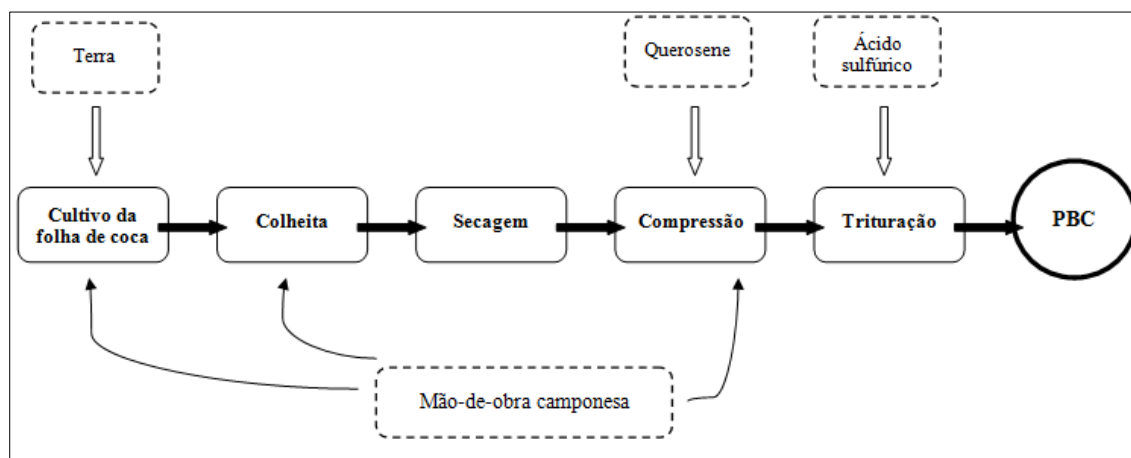 Terra
Querosene
Ácido
sulfúrico
Cultivo da
folha de coca
Colheita
Secagem
Compressão
Trituração
PBC
Mão-de-obra camponesa